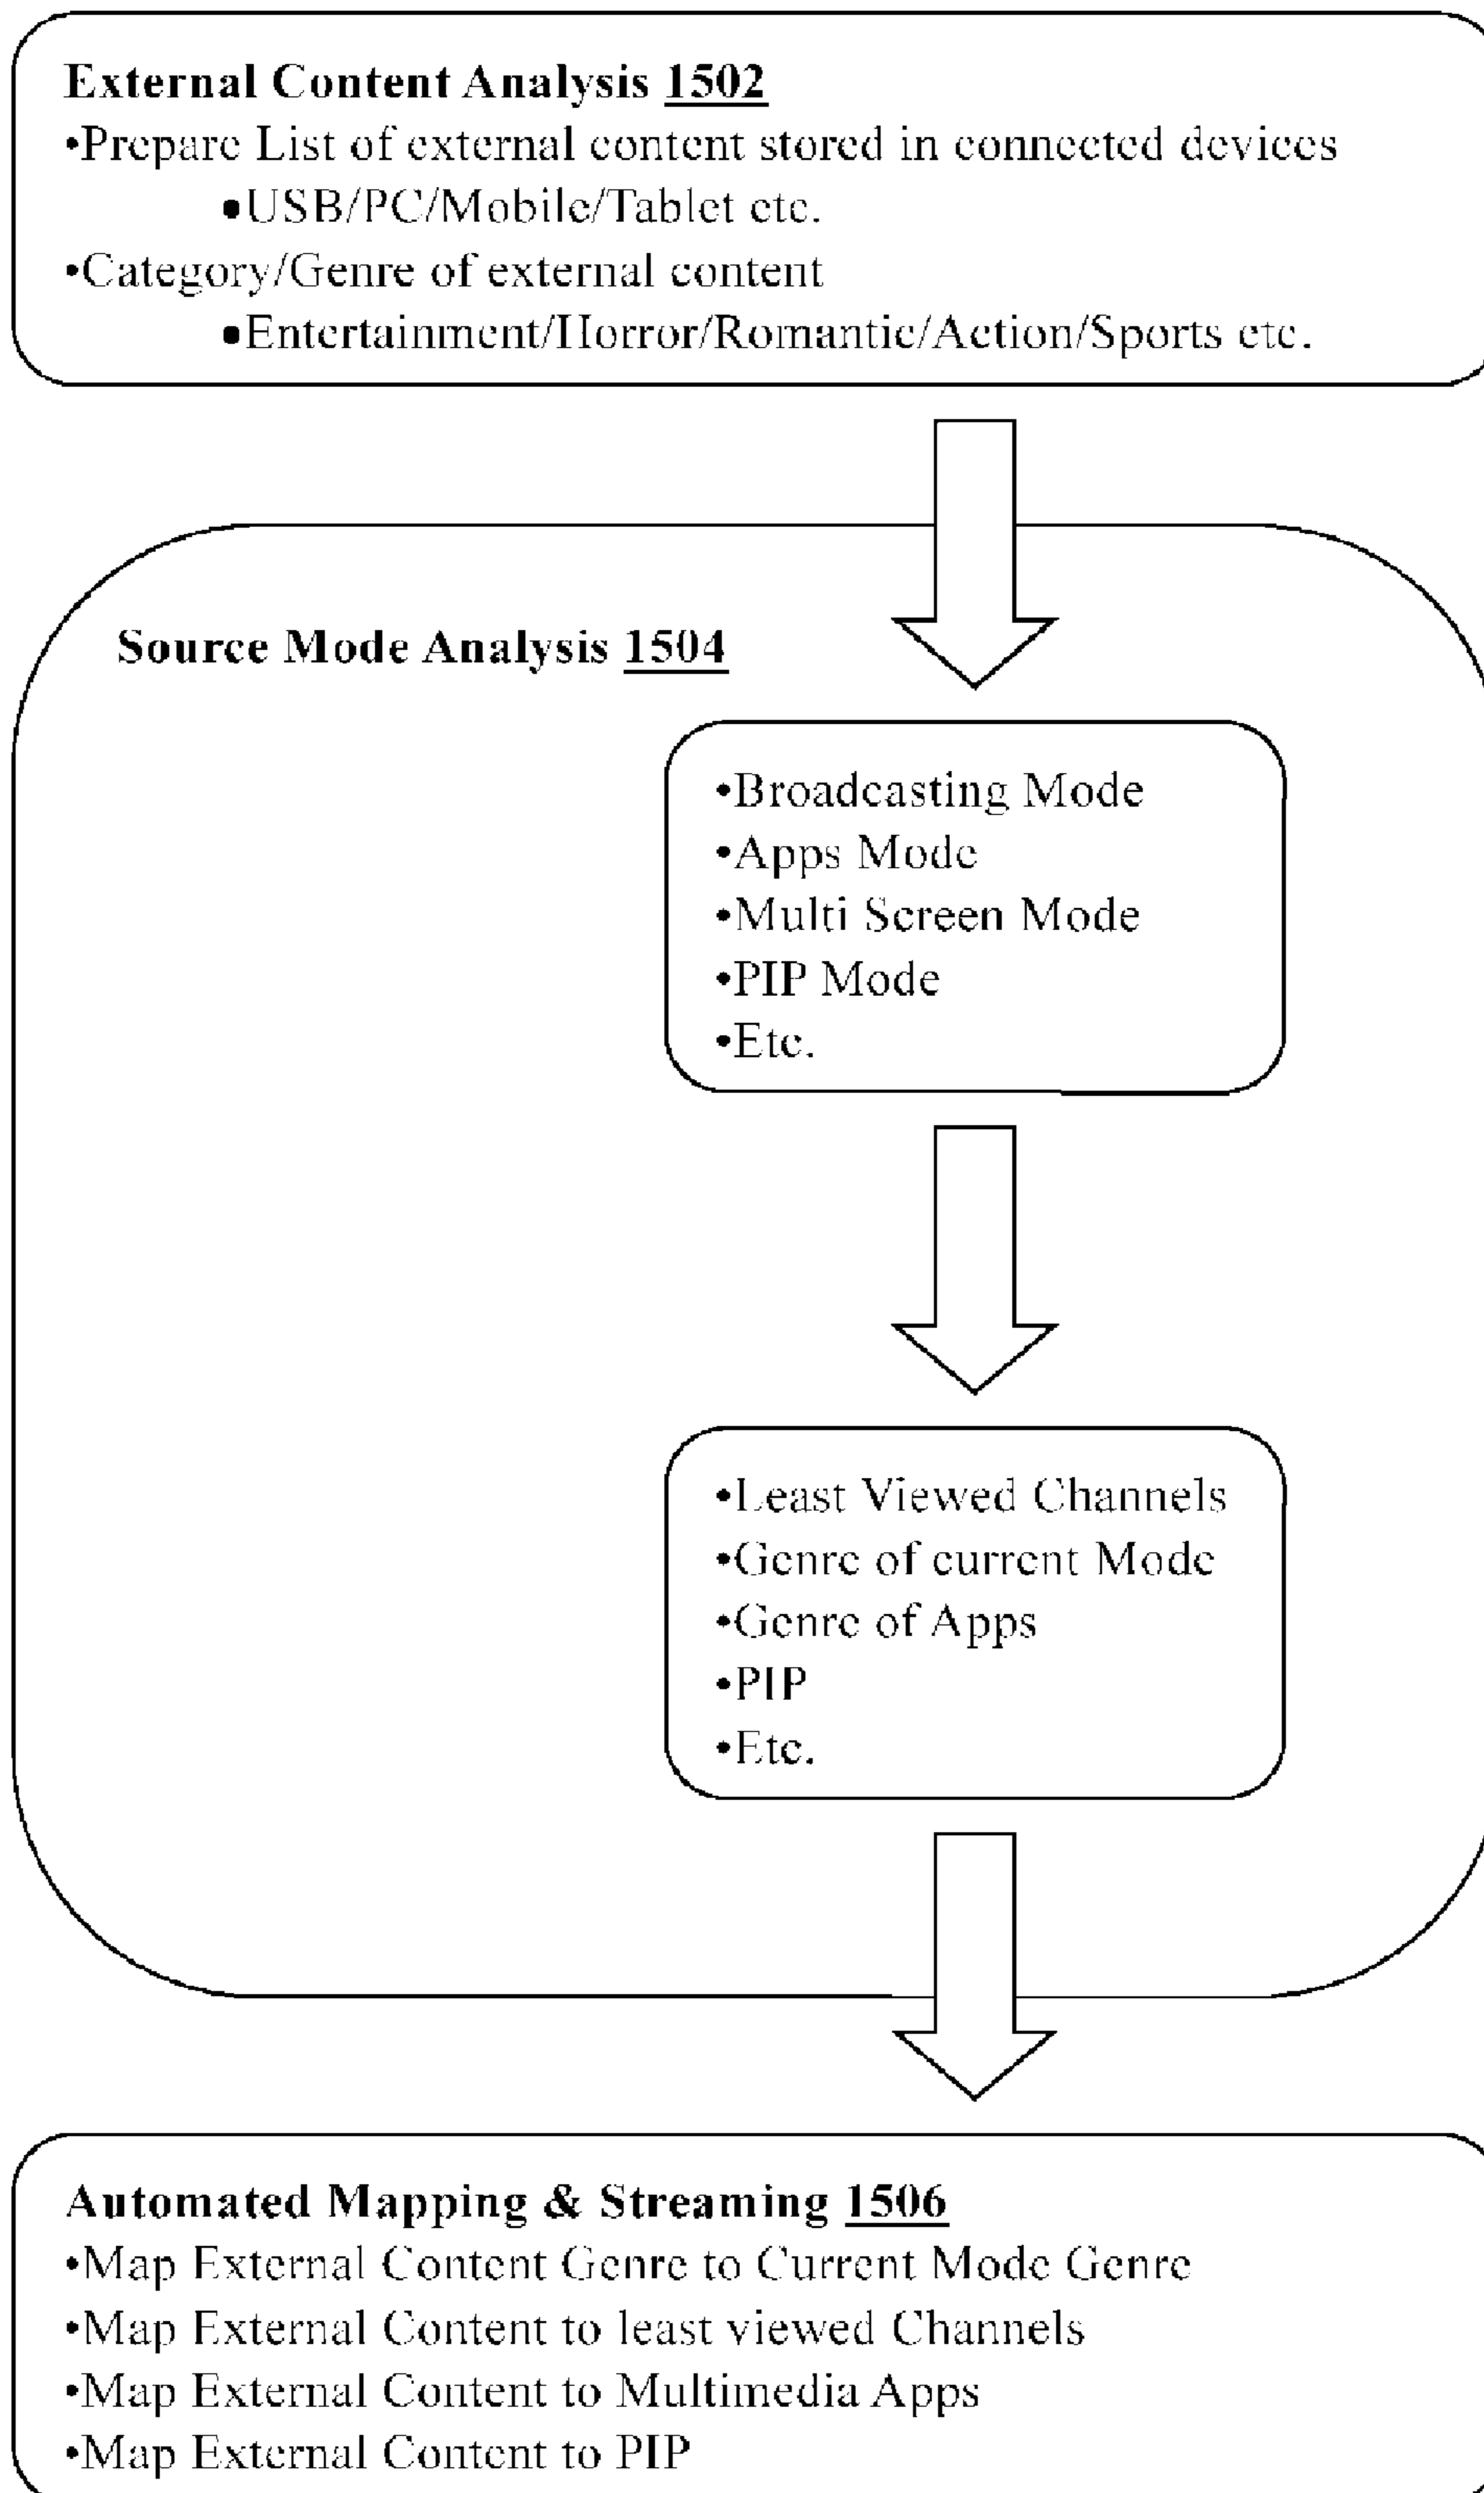 External Content Analysis 1502
•Prepare List of external content stored in connected devices
•USB/PC/Mobile/Tablet etc.
•Category/Genre of external content
•Entertainment/Horror/Romantic/Action/Sports etc.
Source Mode Analysis 1504
•Broadcasting Mode
•Apps Mode
•Multi Screen Mode
•PIP Mode
•Etc.
•Least Viewed Channels
•Genre of current Mode
•Genre of Apps
•PIP
•Etc.
Automated Mapping & Streaming 1506
•Map External Content Genre to Current Mode Genre
•Map External Content to least viewed Channels
•Map External Content to Multimedia Apps
•Map External Content to PIP